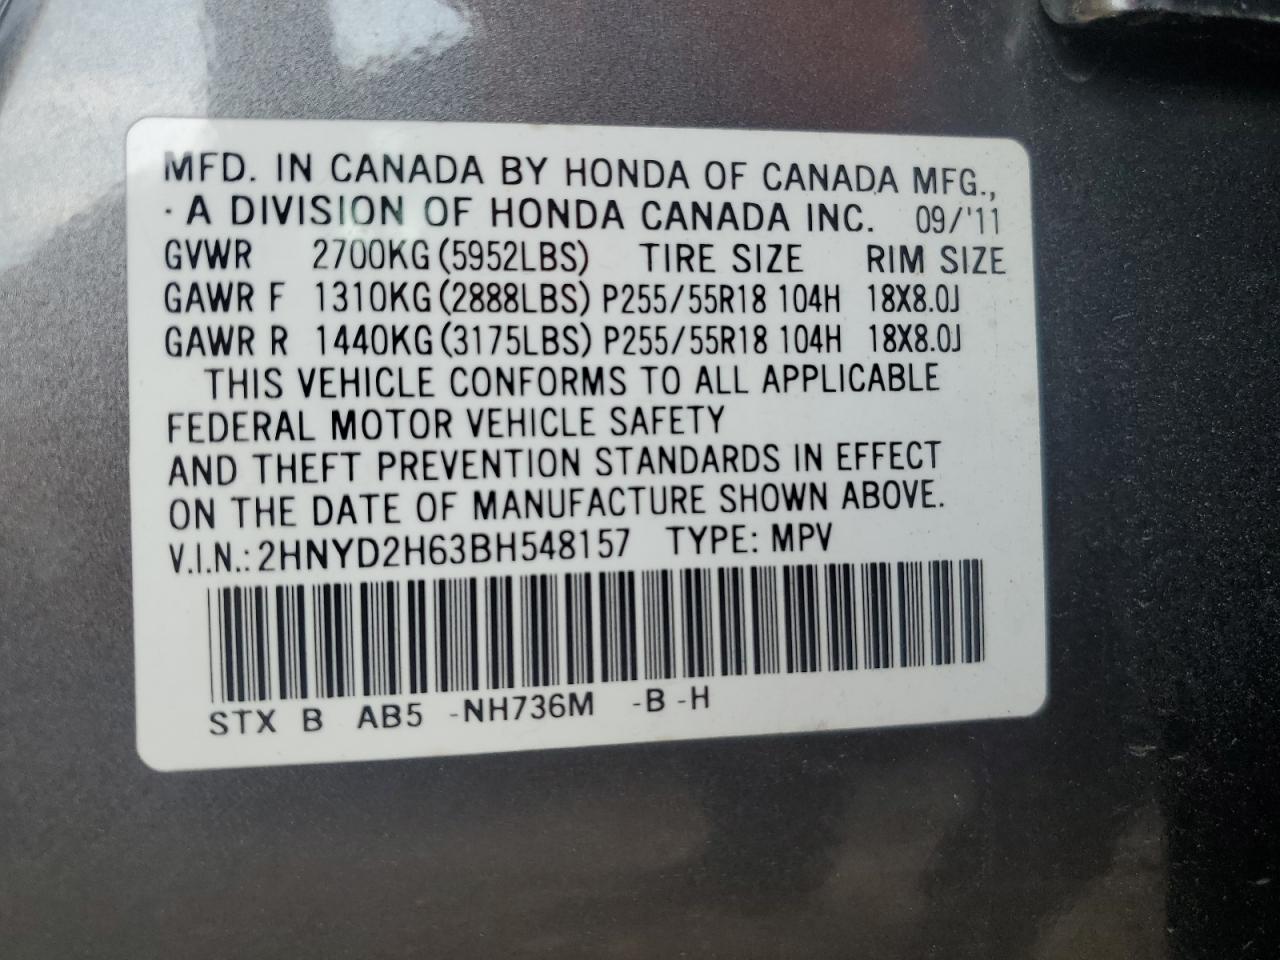 MFD. IN CANADA BY HONDA OF CANADA MFG.,
· A DIVISION OF HONDA CANADA INC. 09/'11
GVWR 2700KG (5952LBS) TIRE SIZE RIM SIZE
GAWR F 1310KG (2888LBS) P255/55R18 104H 18X8.0J
GAWR R 1440KG (3175LBS) P255/55R18 104H 18X8.0J
THIS VEHICLE CONFORMS TO ALL APPLICABLE
FEDERAL MOTOR VEHICLE SAFETY
AND THEFT PREVENTION STANDARDS IN EFFECT
ON THE DATE OF MANUFACTURE SHOWN ABOVE.
V.I.N.: 2HNYD2H63BH548157 TYPE: MPV
STX B AB5 -NH736M -B -H